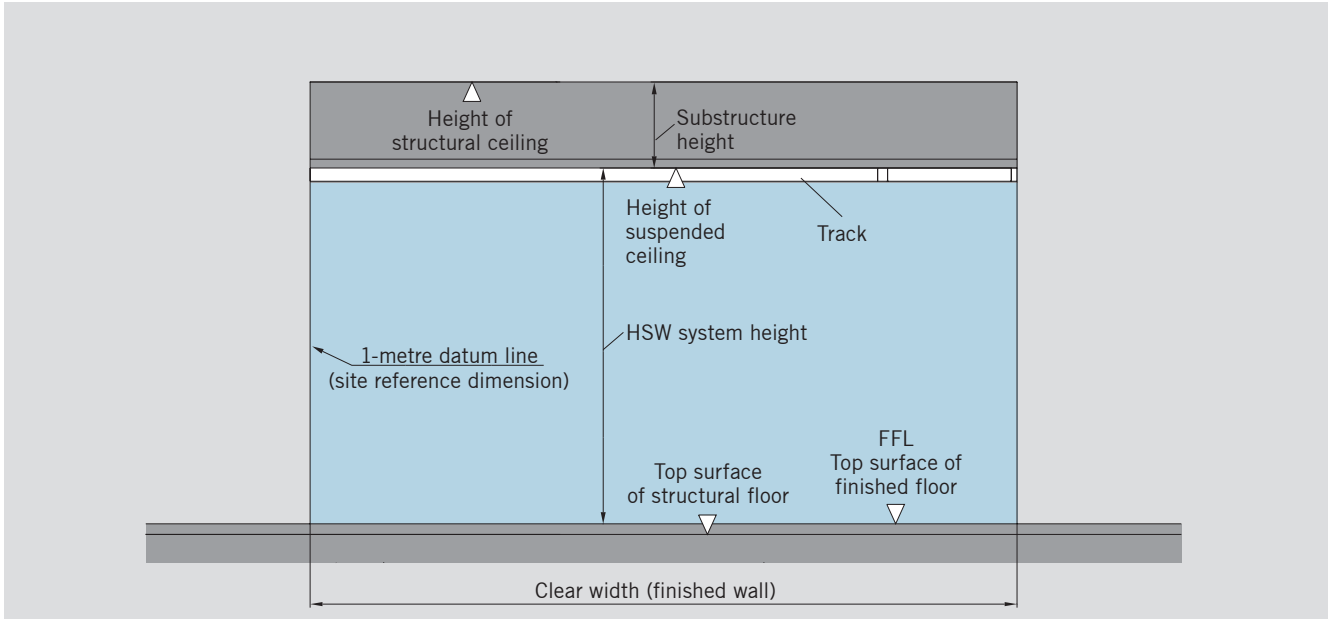 Height of
structural ceiling
Substructure
height
Height of
suspended
ceiling
Track
HSW system height
1-metre datum line
(site reference dimension)
FFL
Top surface of
finished floor
Top surface
of structural floor
Clear width (finished wall)